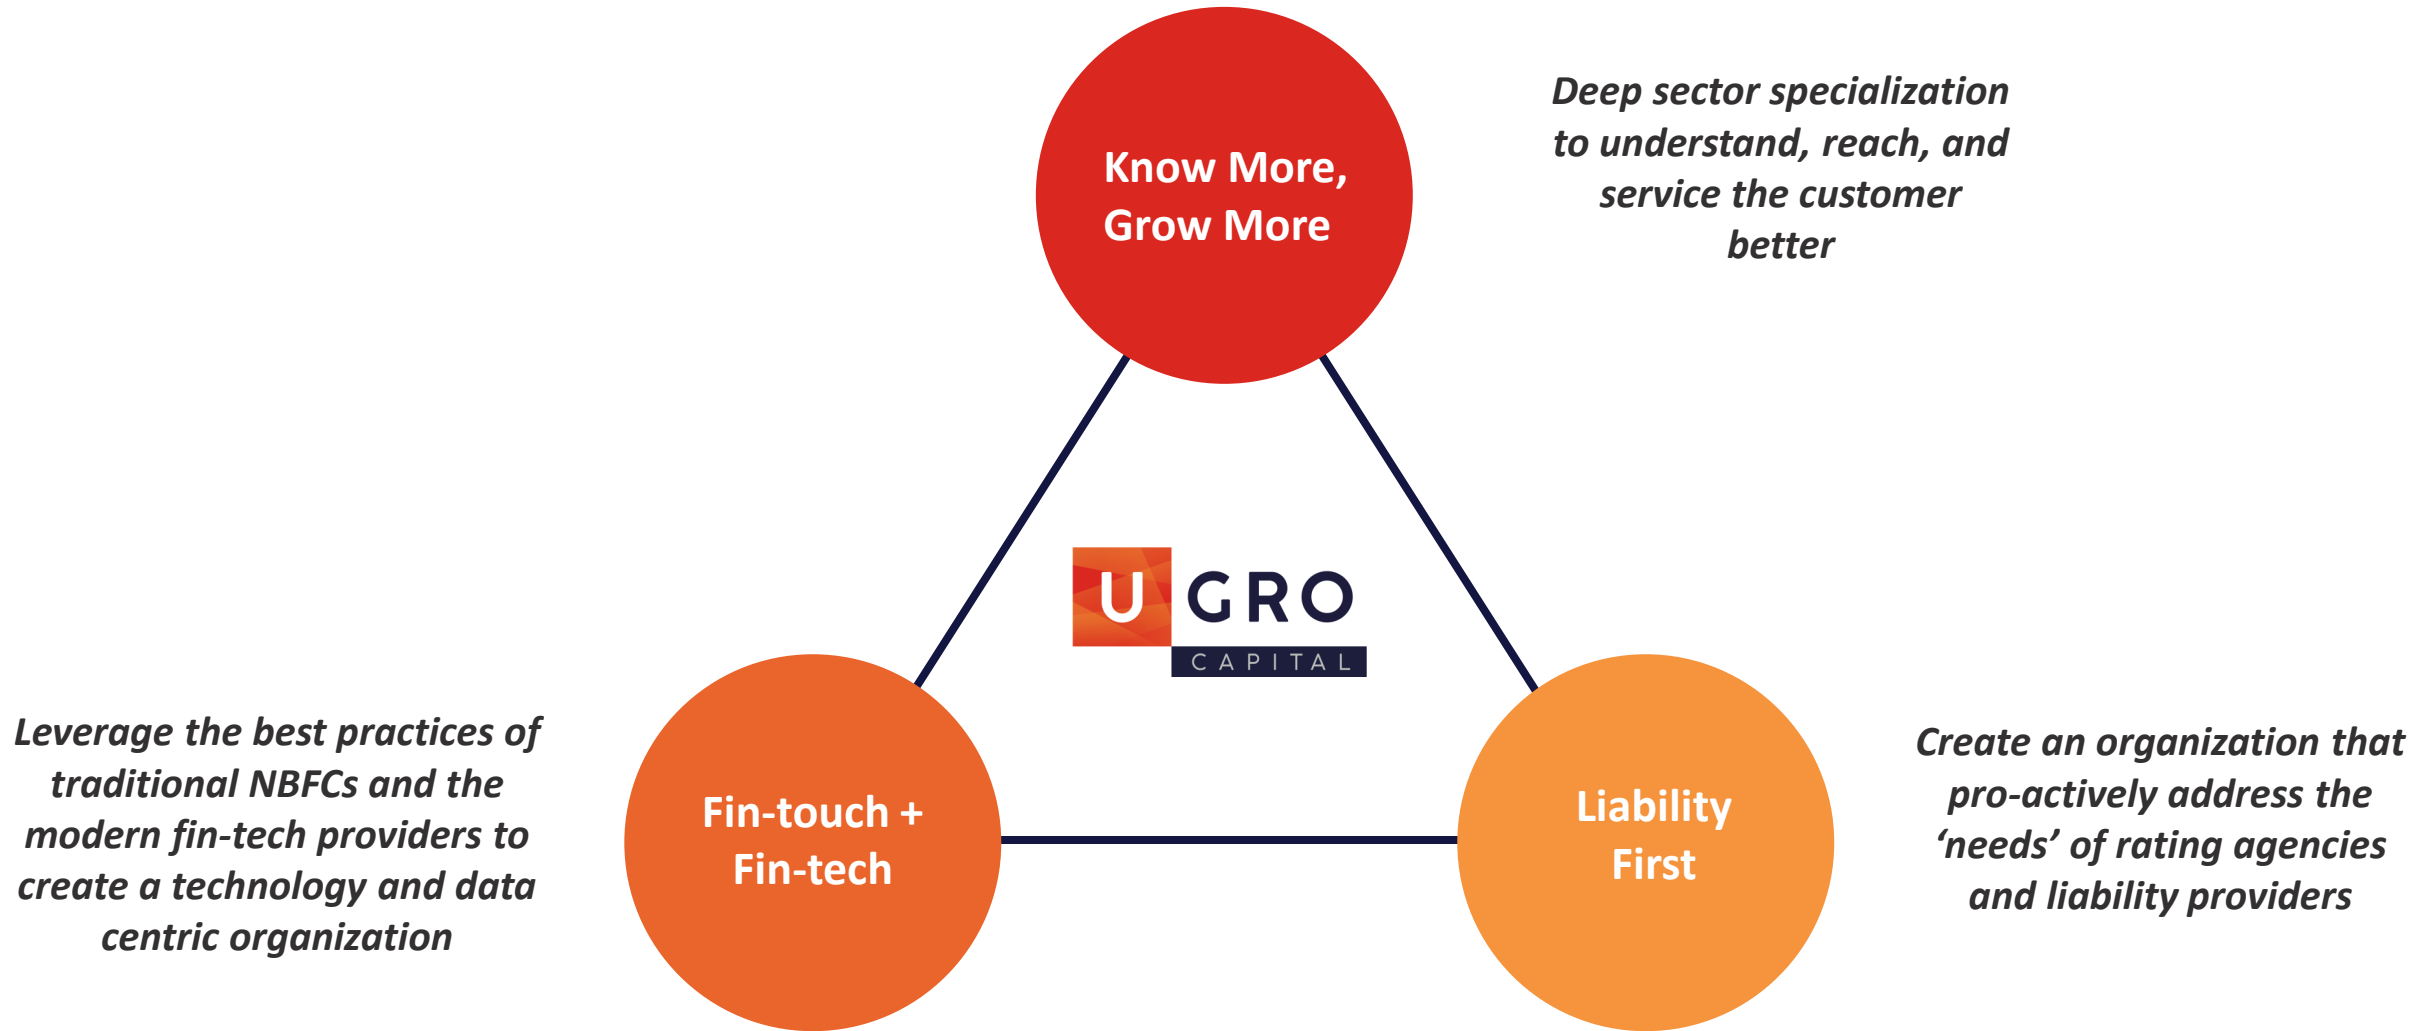 Know More,
Grow More
Deep sector specialization
to understand, reach, and
service the customer
better
U GRO
CAPITAL
Leverage the best practices of
traditional NBFCs and the
modern fin-tech providers to
create a technology and data
centric organization
Fin-touch +
Fin-tech
Liability
First
Create an organization that
pro-actively address the
‘needs’ of rating agencies
and liability providers